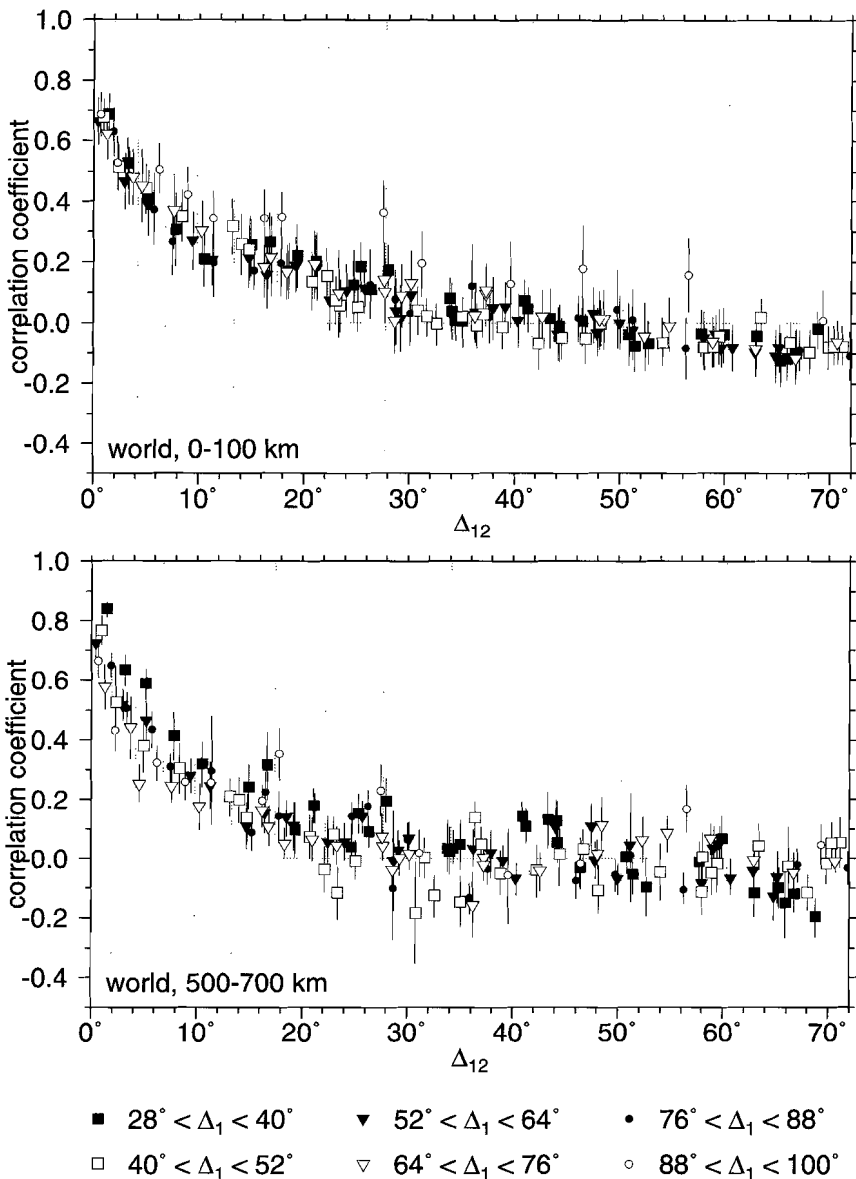 1.0
0.8
0.6
0.4
0.2
-0.0
-0.2
-0.4
correlation coefficient
world, 0-100 km
0° 10° 20° 30° 40° 50° 60° 70°
Δ₁₂
1.0
0.8
0.6
0.4
0.2
-0.0
-0.2
-0.4
correlation coefficient
world, 500-700 km
0° 10° 20° 30° 40° 50° 60° 70°
Δ₁₂
28° < Δ₁ < 40° 52° < Δ₁ < 64° 76° < Δ₁ < 88°
40° < Δ₁ < 52° 64° < Δ₁ < 76° 88° < Δ₁ < 100°